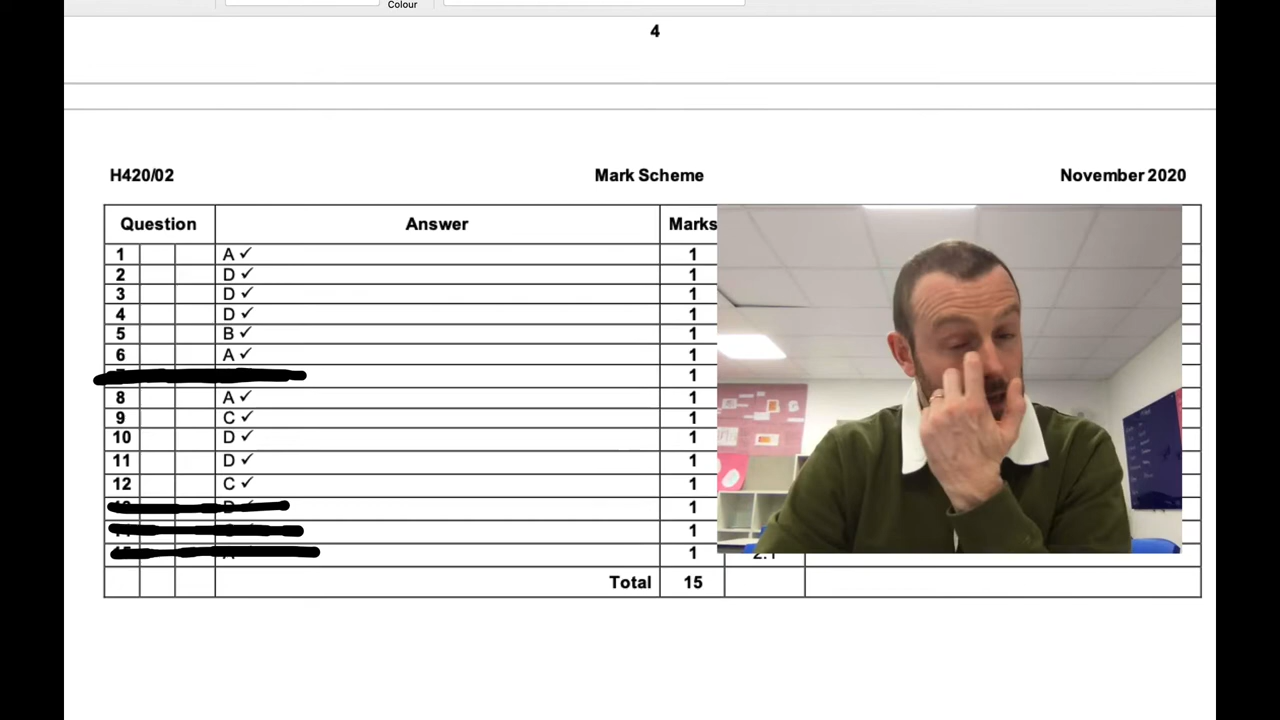 Colour
4
H420/02 Mark Scheme November 2020
Question Answer Marks
1 A ✓ 1
2 D ✓ 1
3 D ✓ 1
4 D ✓ 1
5 B ✓ 1
6 A ✓ 1
1
8 A ✓ 1
9 C ✓ 1
10 D ✓ 1
11 D ✓ 1
12 C ✓ 1
1
1
1
Total 15